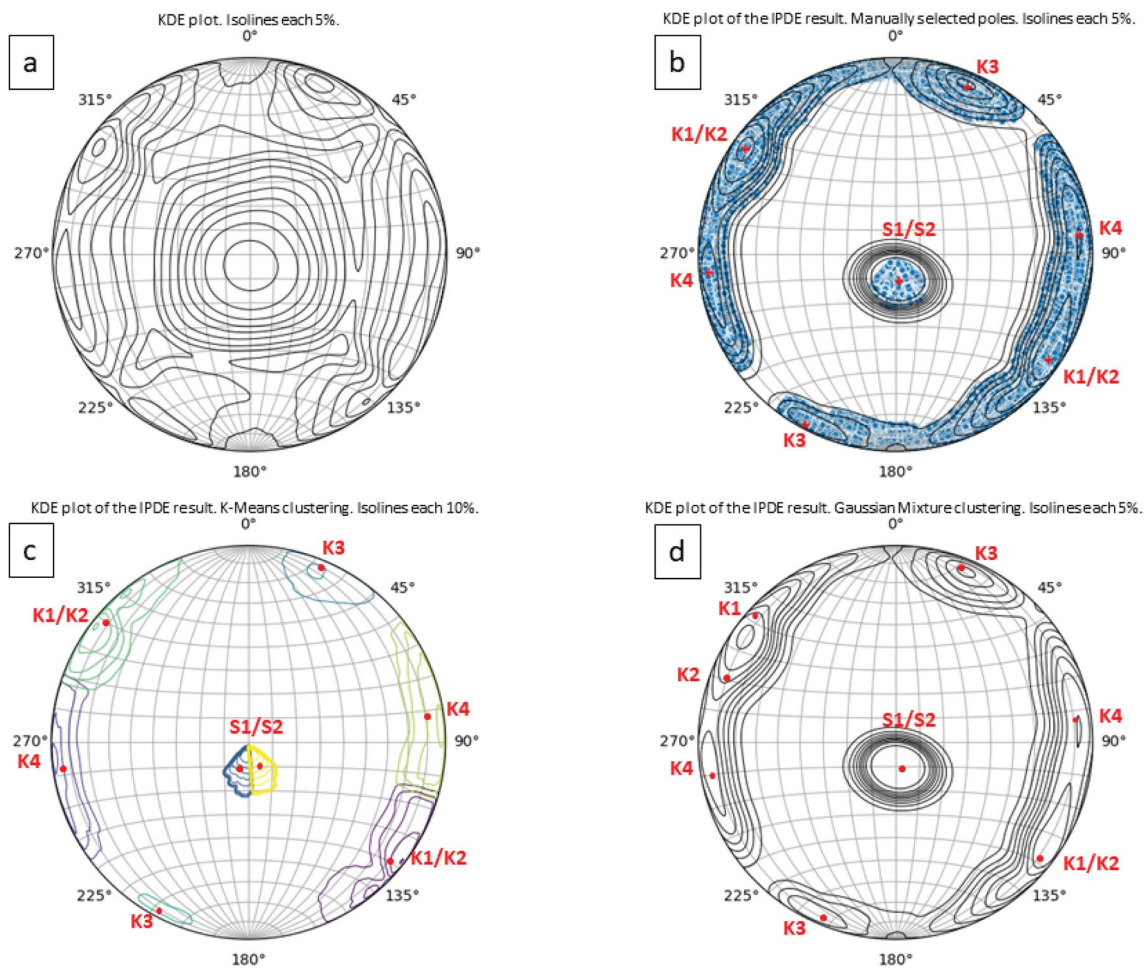 KDE plot. Isolines each 5%.
a
0°
315°
45°
270°
90°
225°
135°
180°
KDE plot of the IPDE result. Manually selected poles. Isolines each 5%.
b
0°
K3
315°
45°
K1/K2
S1/S2
K4
270°
90°
K4
K1/K2
225°
135°
K3
180°
KDE plot of the IPDE result. K-Means clustering. Isolines each 10%.
c
0°
K3
315°
45°
K1/K2
S1/S2
K4
270°
90°
K4
K1/K2
225°
135°
K3
180°
KDE plot of the IPDE result. Gaussian Mixture clustering. Isolines each 5%.
d
0°
K3
315°
45°
K1
K2
S1/S2
K4
270°
90°
K4
K1/K2
225°
135°
K3
180°